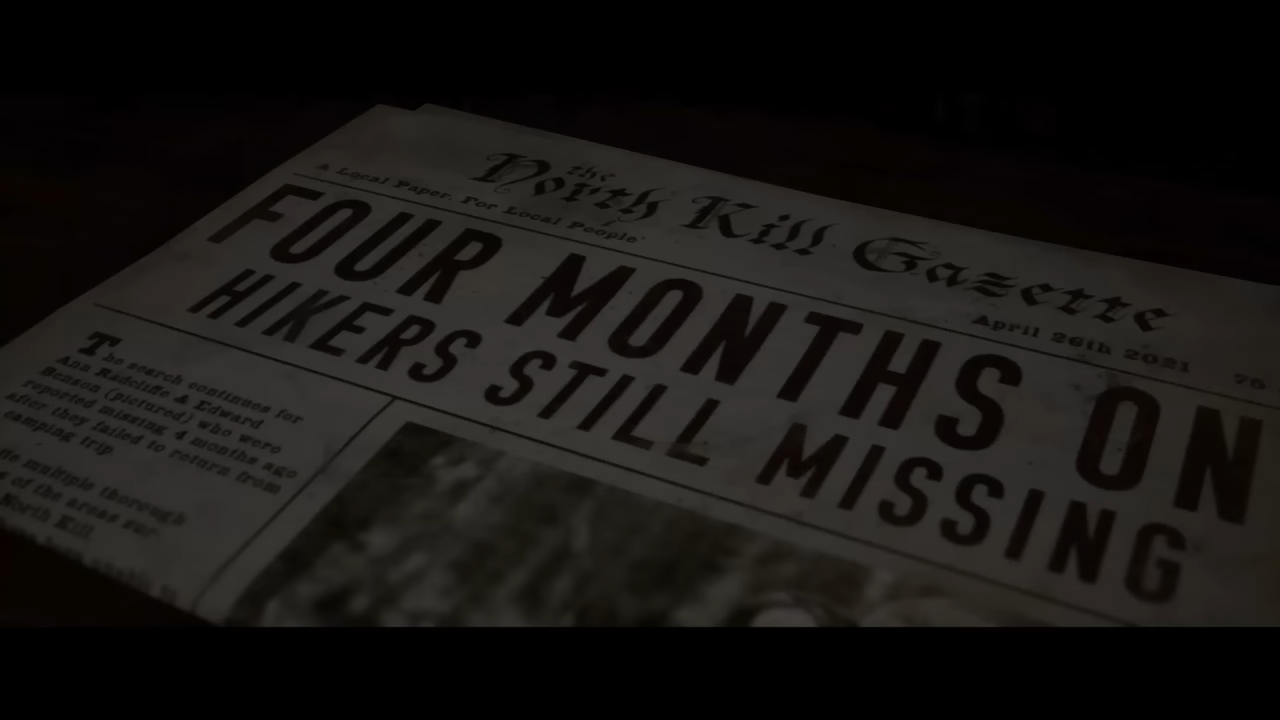 the
North Kill Gazette
A Local Paper. For Local People'
April 26th 2021
FOUR MONTHS ON
HIKERS STILL MISSING
The search continues for
Ann Radcliffe & Edward
Benson (pictured) who were
reported missing 4 months ago
after they failed to return from
camping trip.
multiple thorough
of the areas sur-
North Kill